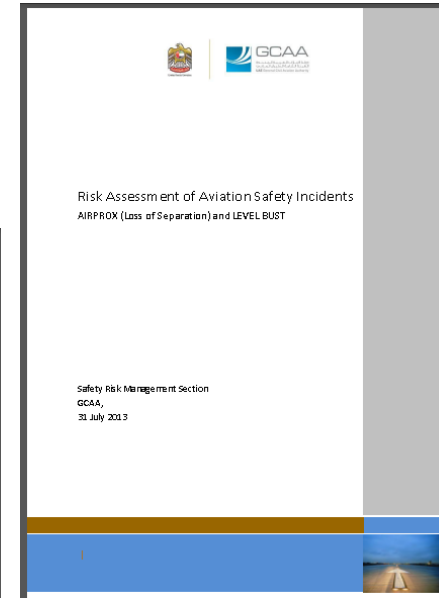 GCAA
Risk Assessment of Aviation Safety Incidents
AIRPROX (Loss of Separation) and LEVEL BUST
Safety Risk Management Section
GCAA,
31 July 2013